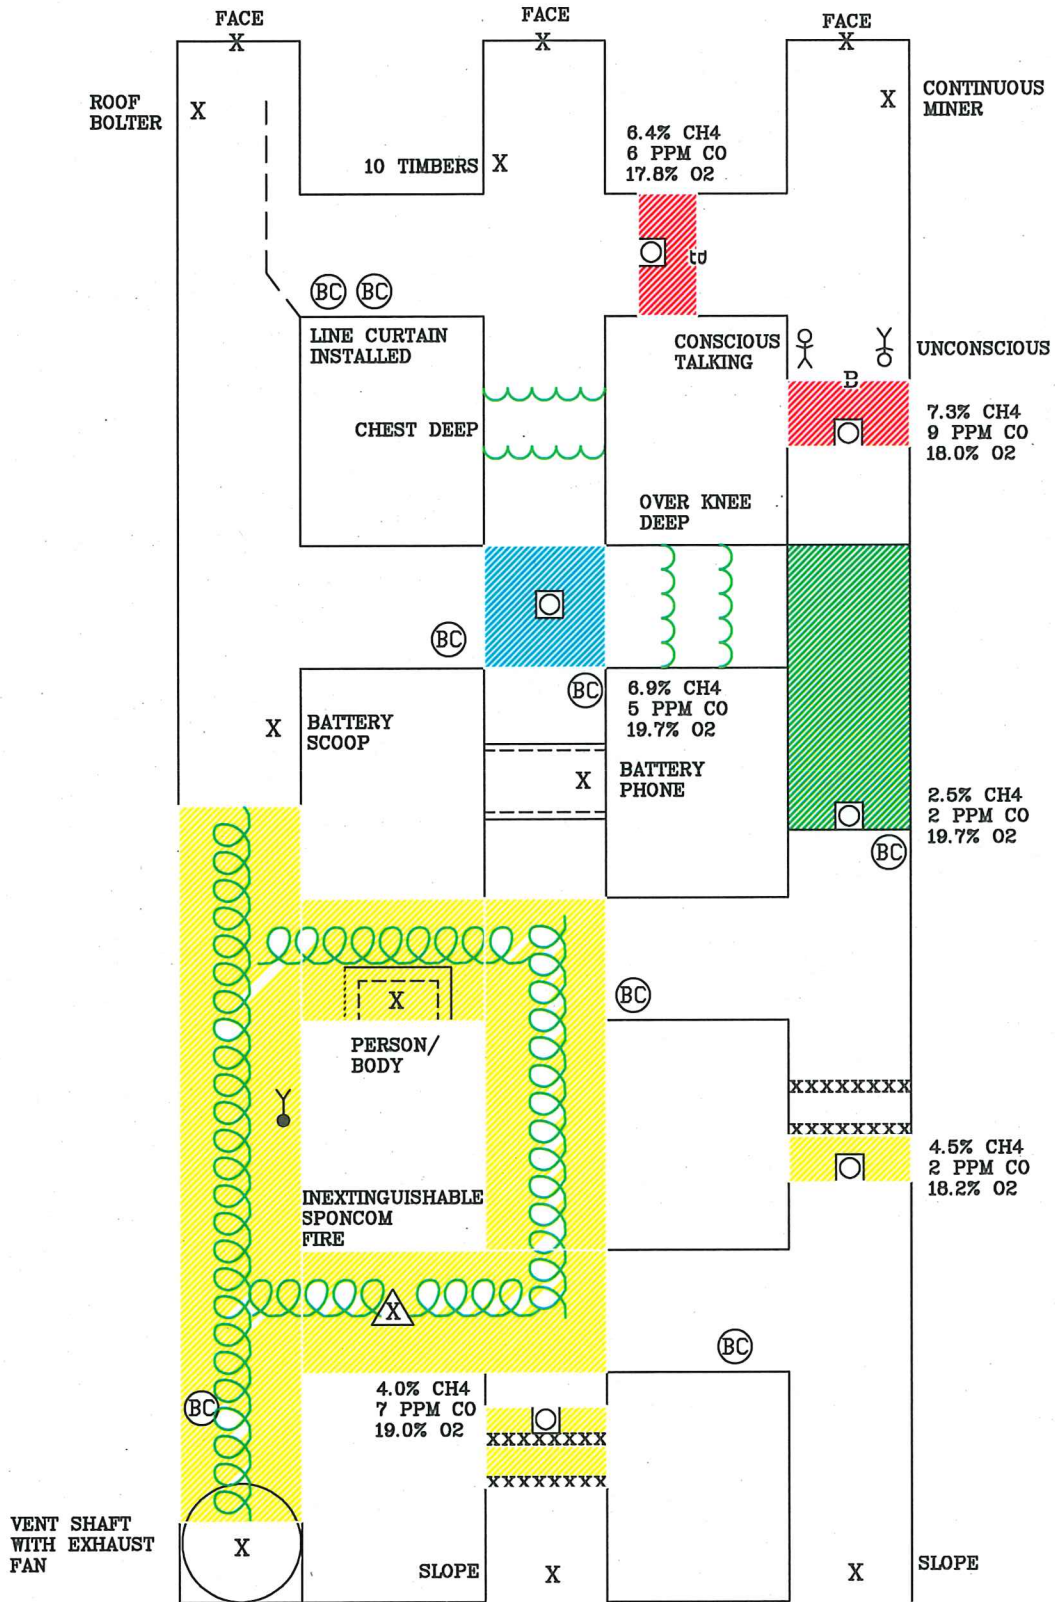 FACE
FACE
FACE
X
X
X
ROOF
BOLTER
X
X
CONTINUOUS
MINER
10 TIMBERS
X
6.4% CH4
6 PPM CO
17.8% O2
BC
BC
LINE CURTAIN
INSTALLED
CONSCIOUS
TALKING
UNCONSCIOUS
B
CHEST DEEP
7.3% CH4
9 PPM CO
18.0% O2
OVER KNEE
DEEP
BC
BC
6.9% CH4
5 PPM CO
19.7% O2
X
BATTERY
SCOOP
X
BATTERY
PHONE
2.5% CH4
2 PPM CO
19.7% O2
BC
BC
X
PERSON/
BODY
XXXXXXXX
XXXXXXXX
4.5% CH4
2 PPM CO
18.2% O2
INEXTINGUISHABLE
SPONCOM
FIRE
X
BC
4.0% CH4
7 PPM CO
19.0% O2
BC
XXXXXXXX
XXXXXXXX
VENT SHAFT
WITH EXHAUST
FAN
X
SLOPE
X
X
SLOPE